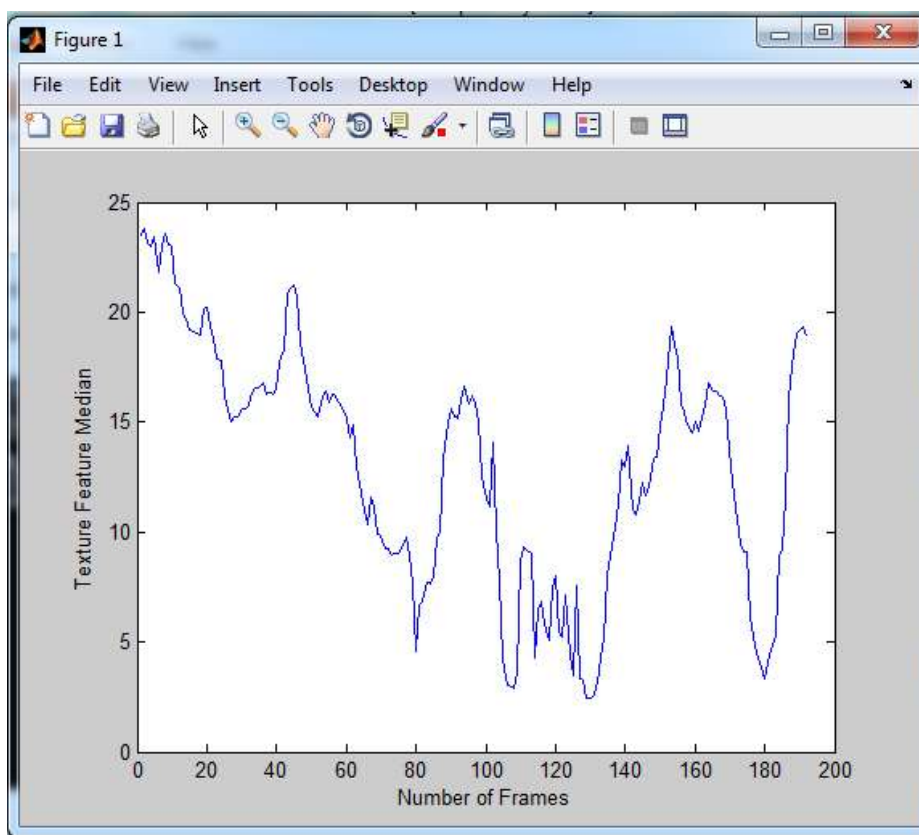 Figure 1
File Edit View Insert Tools Desktop Window Help
25
20
15
10
5
0
Texture Feature Median
0 20 40 60 80 100 120 140 160 180 200
Number of Frames